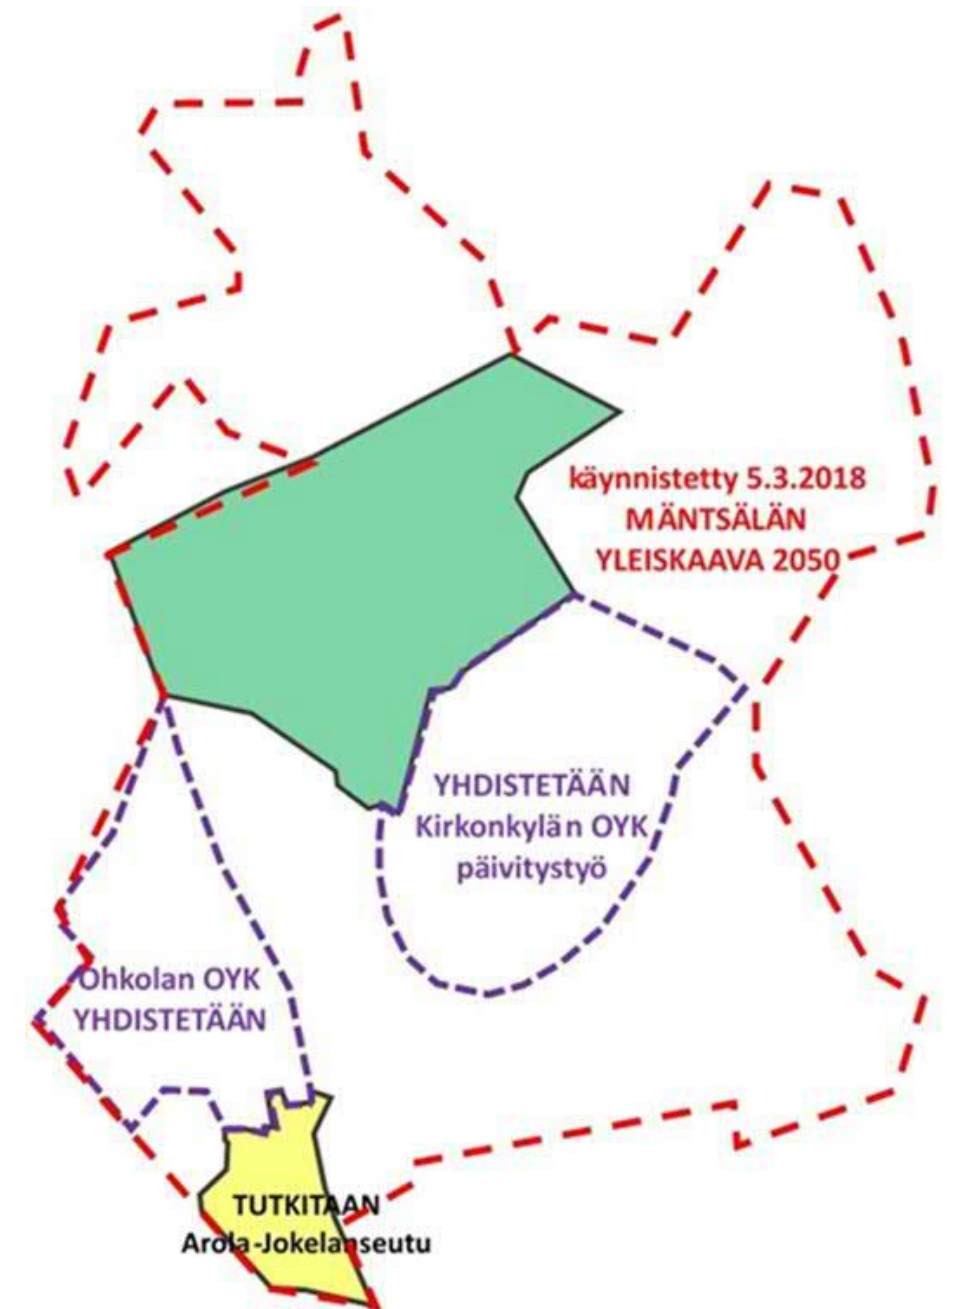 käynnistetty 5.3.2018
MÄNTSÄLÄN
YLEISKAAVA 2050
YHDISTETÄÄN
Kirkonkylän OYK
päivitystyö
Ohkolan OYK
YHDISTETÄÄN
TUTKITAAN
Arola-Jokelanseutu